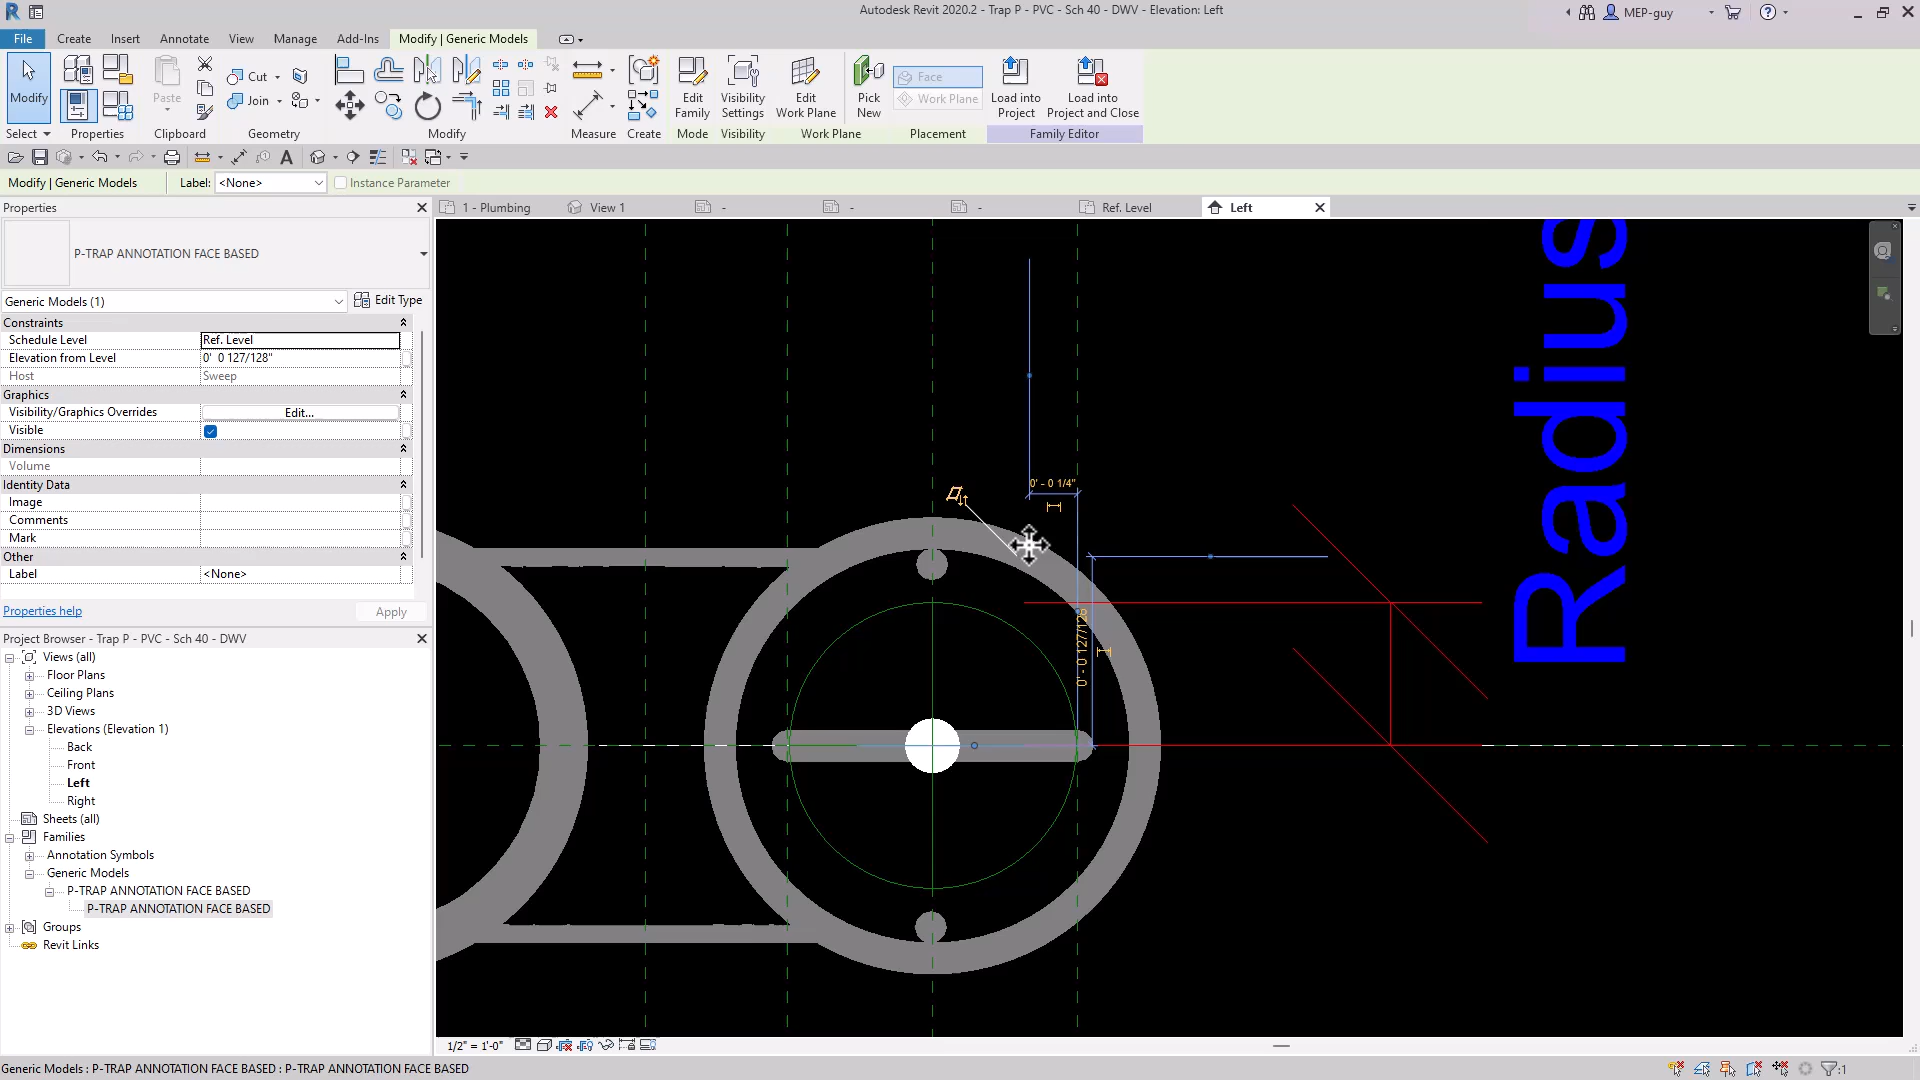 Autodesk Revit 2020.2 - Trap P - PVC - Sch 40 - DWV - Elevation: Left
MEP-guy
File Create Insert Annotate View Manage Add-Ins Modify | Generic Models
Modify
Paste
Cut
Join
Edit Family
Visibility Settings
Edit Work Plane
Pick New
Face
Work Plane
Load into Project
Load into Project and Close
Select Properties Clipboard Geometry Modify Measure Create Mode Visibility Work Plane Placement Family Editor
Modify | Generic Models Label: <None> Instance Parameter
Properties
1 - Plumbing View 1 - - - Ref. Level Left
P-TRAP ANNOTATION FACE BASED
Generic Models (1) Edit Type
Constraints
Schedule Level Ref. Level
Elevation from Level 0' 0 127/128"
Host Sweep
Graphics
Visibility/Graphics Overrides Edit...
Visible
Dimensions
Volume
Identity Data
Image
Comments
Mark
Other
Label <None>
Properties help Apply
Project Browser - Trap P - PVC - Sch 40 - DWV
Views (all)
Floor Plans
Ceiling Plans
3D Views
Elevations (Elevation 1)
Back
Front
Left
Right
Sheets (all)
Families
Annotation Symbols
Generic Models
P-TRAP ANNOTATION FACE BASED
P-TRAP ANNOTATION FACE BASED
Groups
Revit Links
0' - 0 1/4"
0' - 0 127/128
Radius
1/2" = 1'-0"
Generic Models : P-TRAP ANNOTATION FACE BASED : P-TRAP ANNOTATION FACE BASED
:1